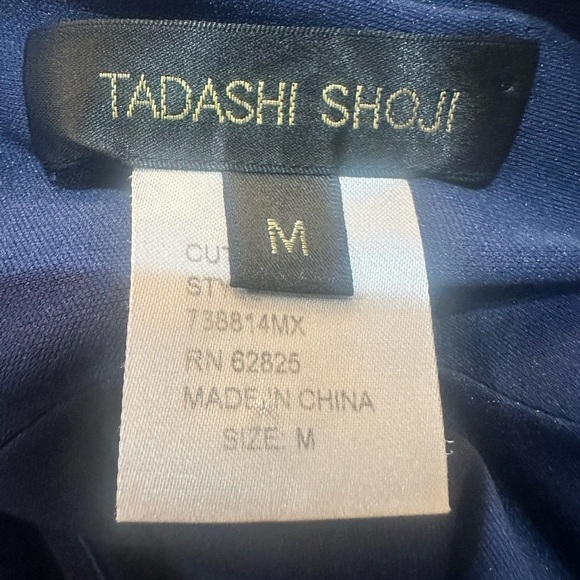 TADASHI SHOJI
M
CUT
STY
738814MX
RN 62825
MADE IN CHINA
SIZE: M